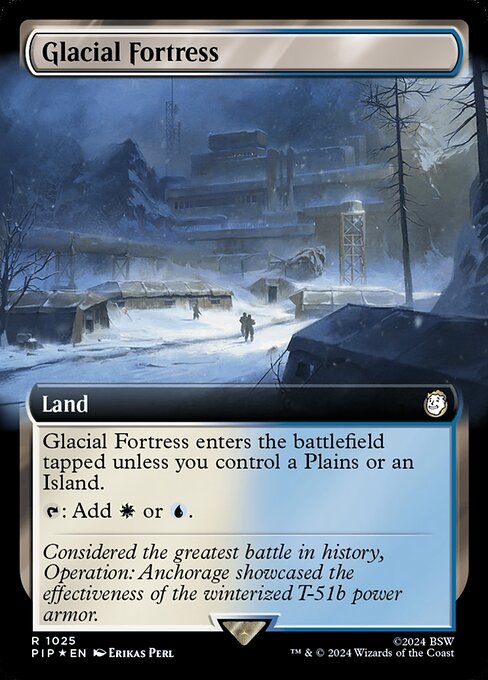 Glacial Fortress
Land
Glacial Fortress enters the battlefield
tapped unless you control a Plains or an
Island.
: Add or .
Considered the greatest battle in history,
Operation: Anchorage showcased the
effectiveness of the winterized T-51b power
armor.
R 1025
PIP ★ EN Erikas Perl
©2024 BSW
™ & © 2024 Wizards of the Coast